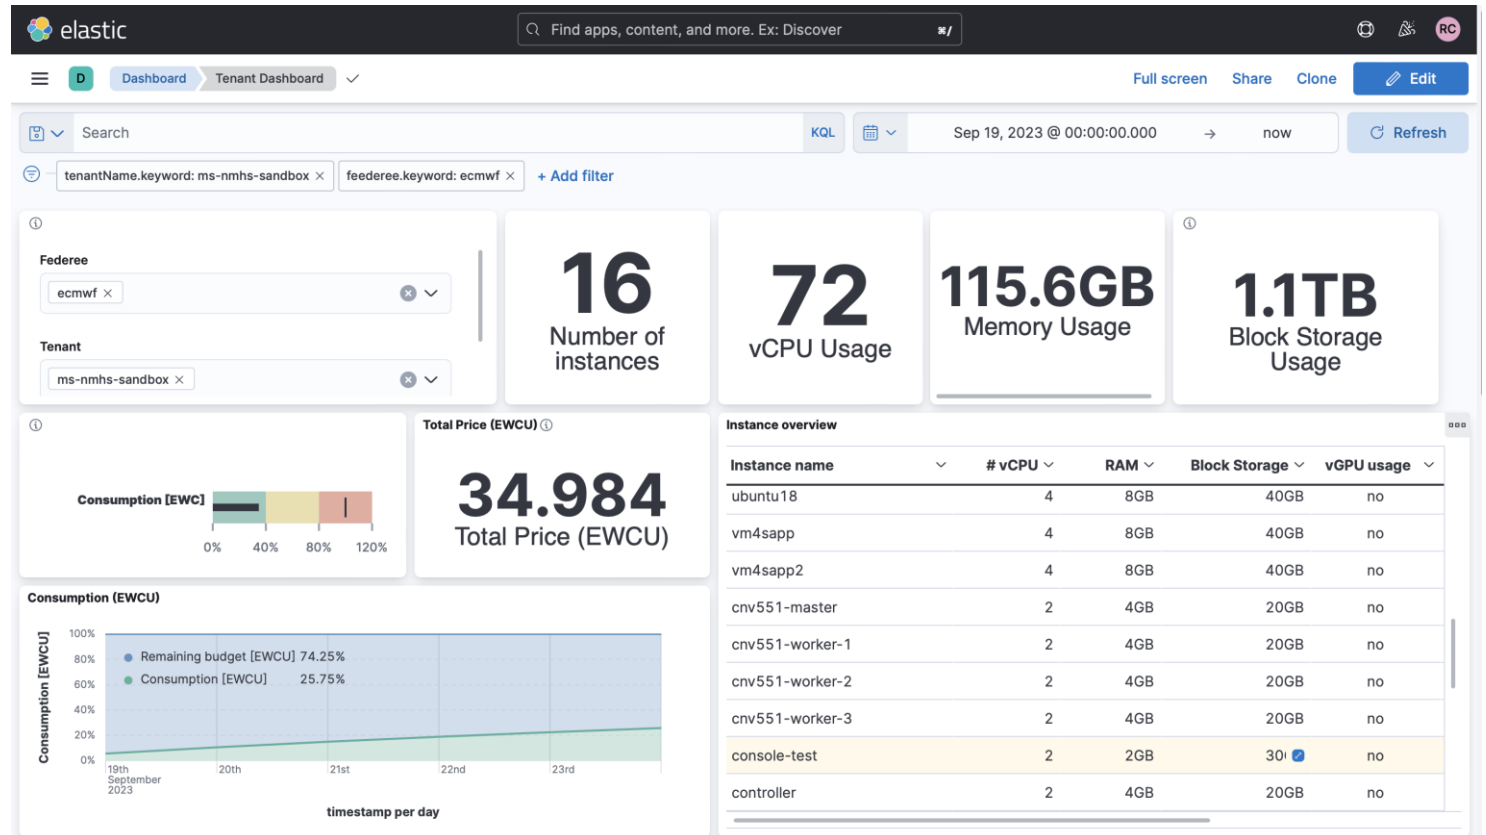 elastic
Find apps, content, and more. Ex: Discover
⌘/
RC
D
Dashboard
Tenant Dashboard
Full screen
Share
Clone
Edit
Search
KQL
Sep 19, 2023 @ 00:00:00.000
→
now
Refresh
tenantName.keyword: ms-nmhs-sandbox ×
feederee.keyword: ecmwf ×
+ Add filter
Federee
ecmwf ×
Tenant
ms-nmhs-sandbox ×
16
Number of
instances
72
vCPU Usage
115.6GB
Memory Usage
1.1TB
Block Storage
Usage
Consumption [EWC]
0% 40% 80% 120%
Total Price (EWCU)
34.984
Total Price (EWCU)
Consumption (EWCU)
Consumption [EWCU]
100%
80%
60%
40%
20%
0%
Remaining budget [EWCU] 74.25%
Consumption [EWCU] 25.75%
19th 20th 21st 22nd 23rd
September
2023
timestamp per day
Instance overview
Instance name # vCPU RAM Block Storage vGPU usage
ubuntu18 4 8GB 40GB no
vm4sapp 4 8GB 40GB no
vm4sapp2 4 8GB 40GB no
cnv551-master 2 4GB 20GB no
cnv551-worker-1 2 4GB 20GB no
cnv551-worker-2 2 4GB 20GB no
cnv551-worker-3 2 4GB 20GB no
console-test 2 2GB 30 no
controller 2 4GB 20GB no